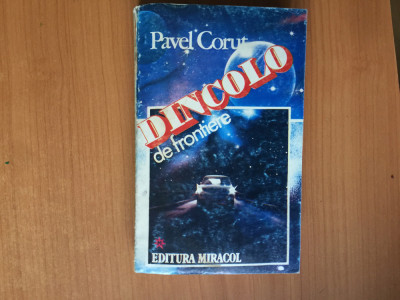 Pavel Coruț
DINCOLO
de frontiere
EDITURA MIRACOL